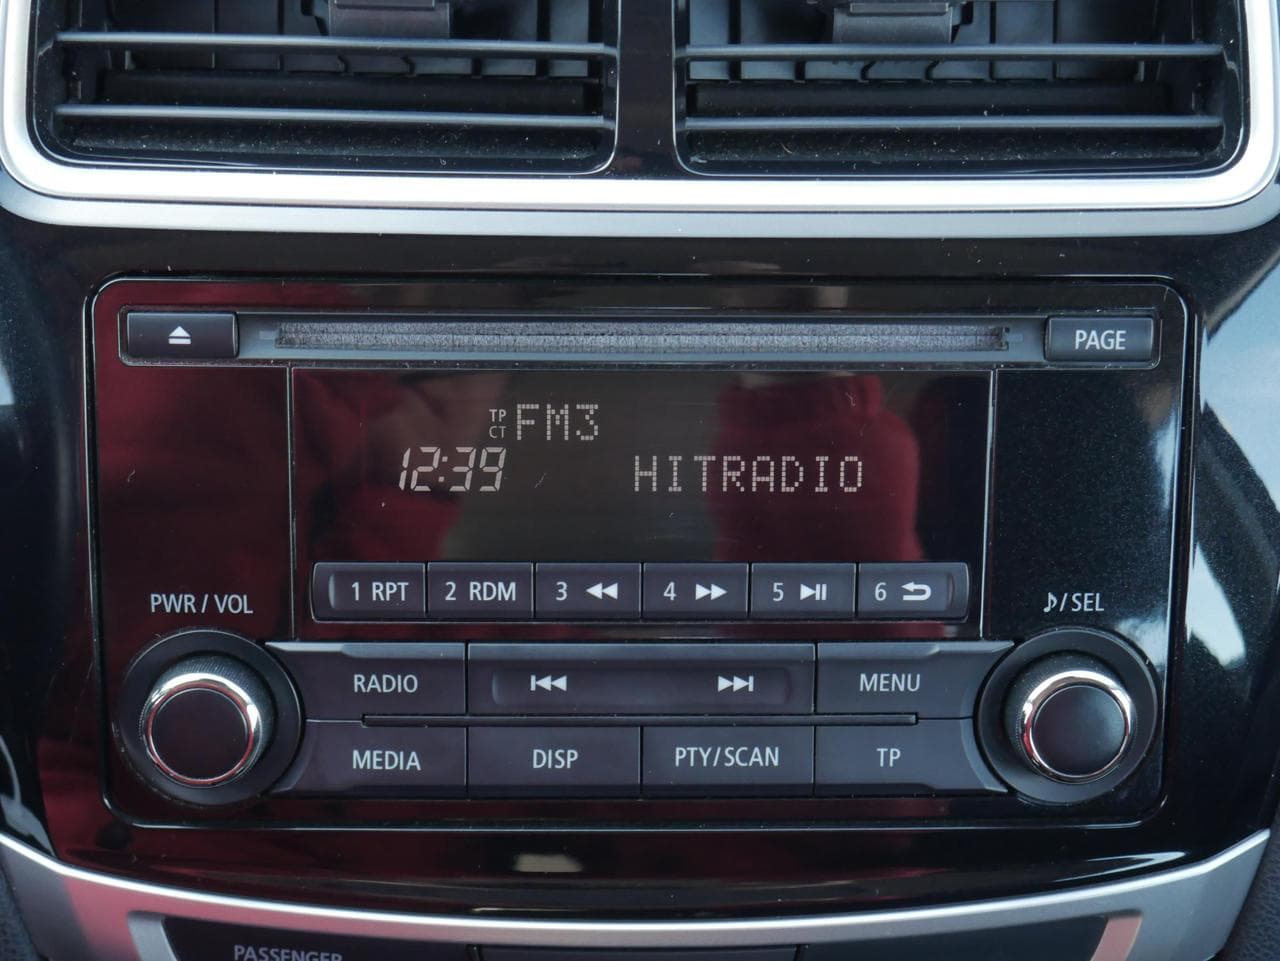 PAGE
TP
CT
FM3
12:39
HITRADIO
1 RPT
2 RDM
3
4
5
6
PWR / VOL
♪/SEL
RADIO
MENU
MEDIA
DISP
PTY/SCAN
TP
PASSENGER